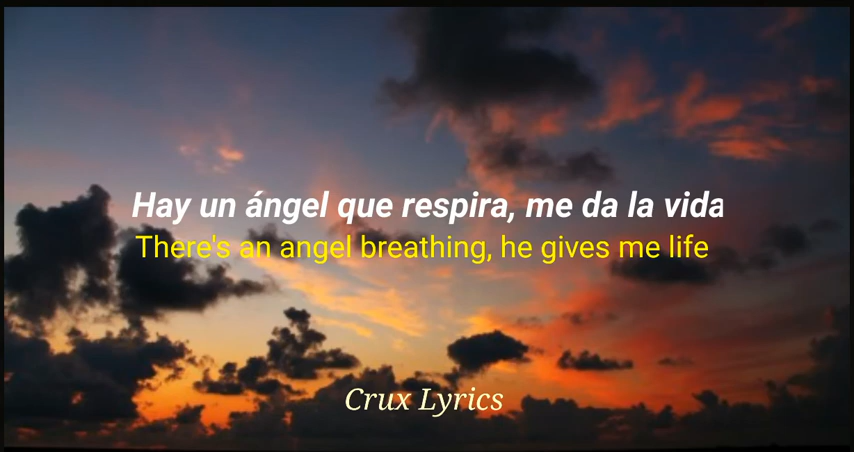 Hay un ángel que respira, me da la vida
There's an angel breathing, he gives me life
Crux Lyrics